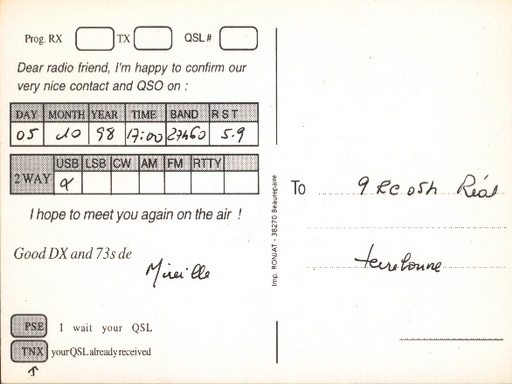 Prog. RX TX QSL #
Dear radio friend, I'm happy to confirm our
very nice contact and QSO on :
DAY MONTH YEAR TIME BAND R S T
05 10 98 17:00 27460 5.9
2 WAY USB LSB CW AM FM RTTY
I hope to meet you again on the air !
Good DX and 73s de
Mireille
PSE I wait your QSL
TNX your QSL already received
Imp. RONJAT - 38270 Beaurepaire
To 9 RC 05h Réal
terrebonne